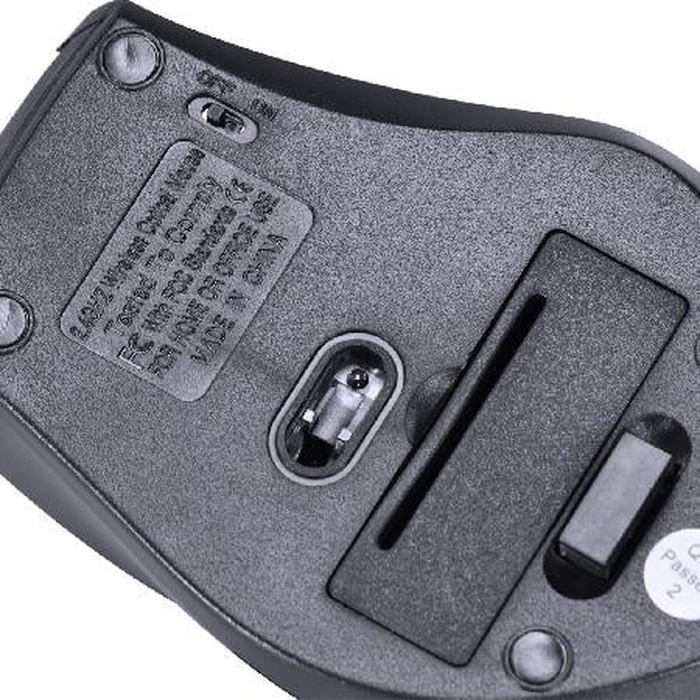 OFF ON
2.4GHZ Wireless Optical Mouse
Tested To Comply
FC With FCC Standards CE
FOR HOME OR OFFICE USE
MADE IN CHINA
Q
Passe
2